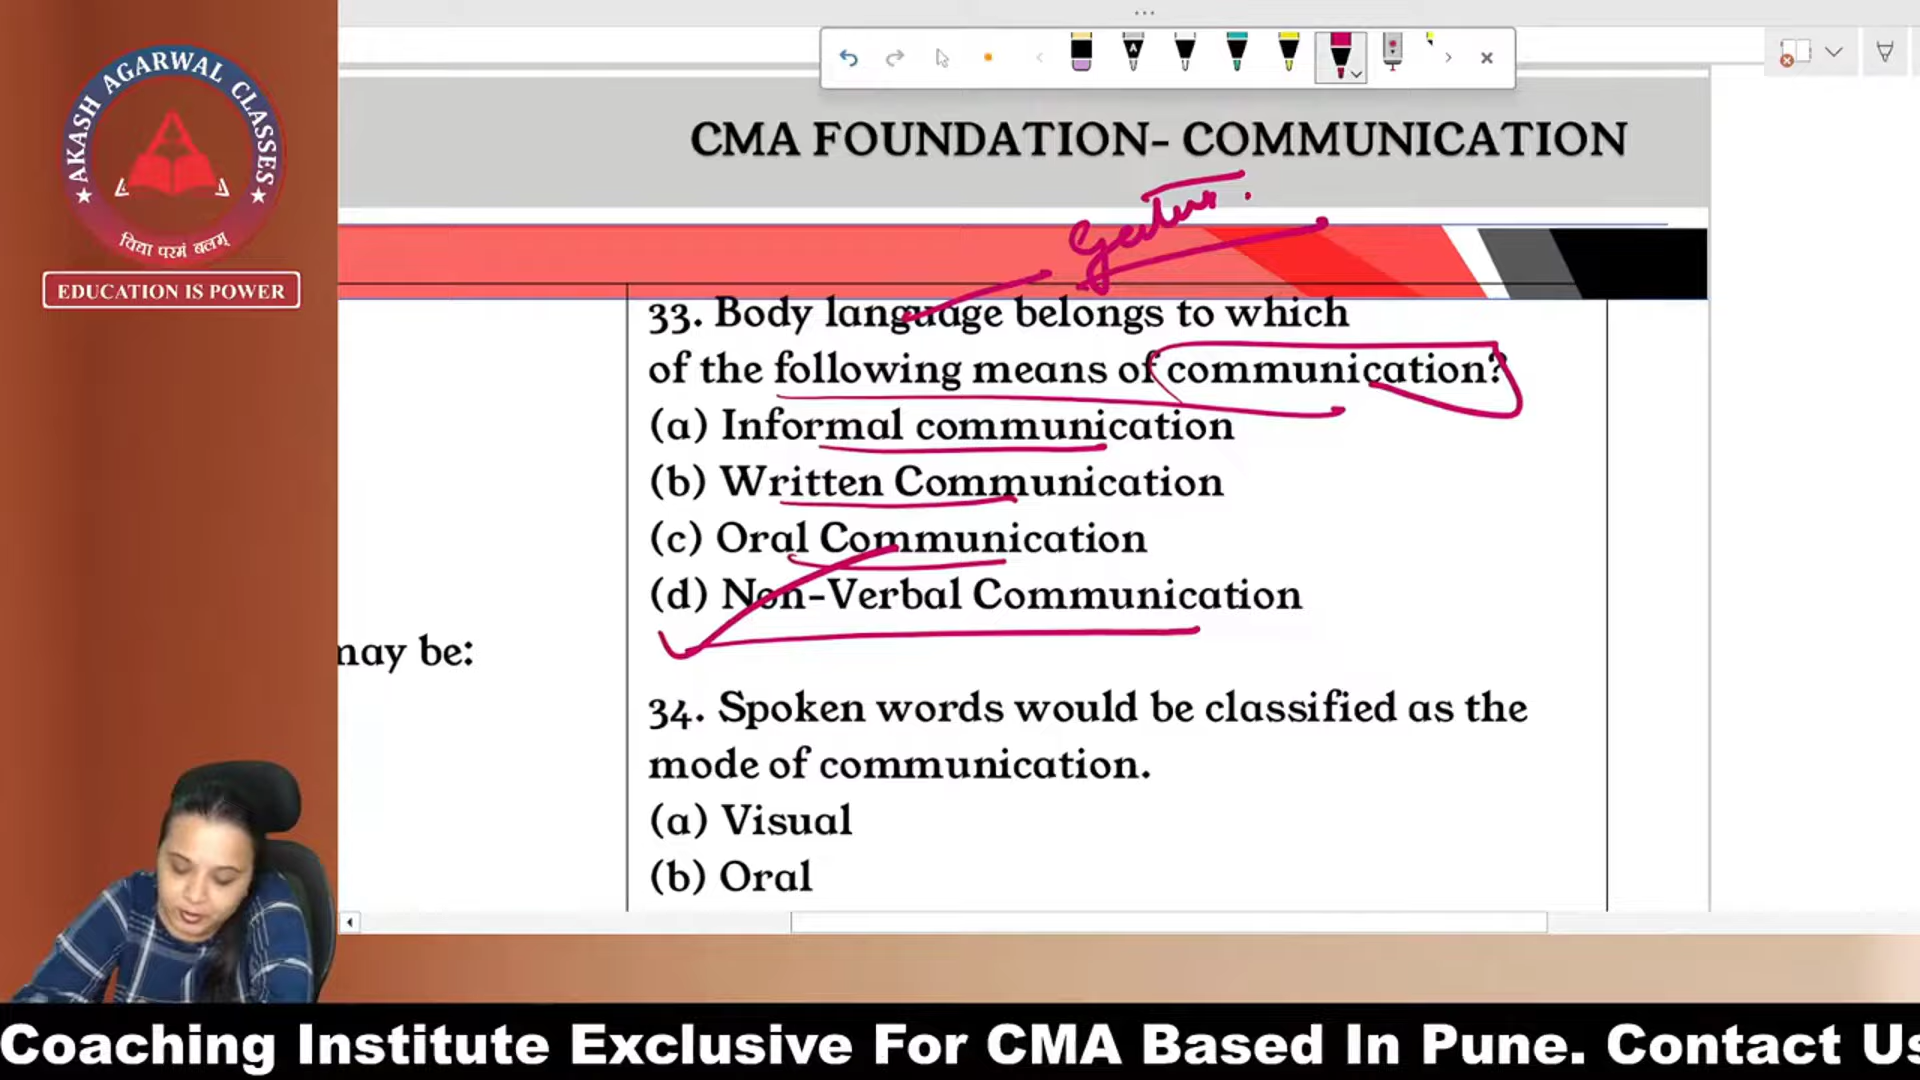 AKASH AGARWAL CLASSES
विद्या परमं बलम्
EDUCATION IS POWER
CMA FOUNDATION- COMMUNICATION
33. Body language belongs to which
of the following means of communication?
(a) Informal communication
(b) Written Communication
(c) Oral Communication
(d) Non-Verbal Communication
may be:
34. Spoken words would be classified as the
mode of communication.
(a) Visual
(b) Oral
Coaching Institute Exclusive For CMA Based In Pune. Contact Us